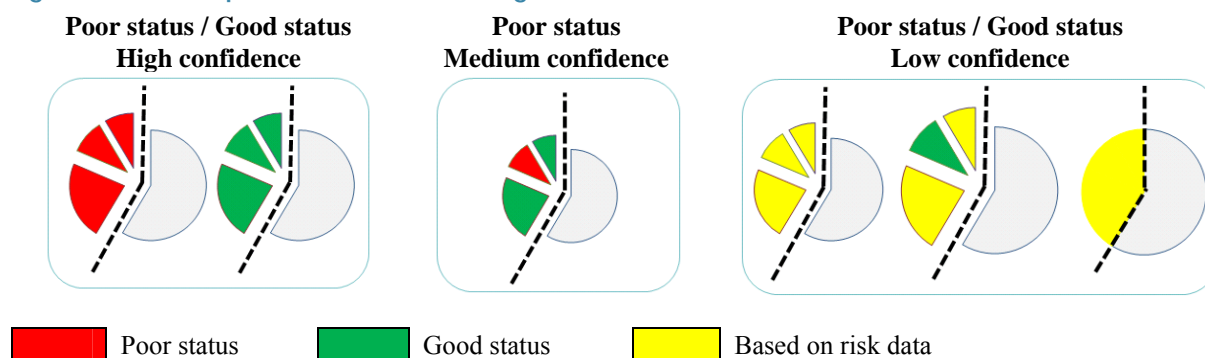 Poor status / Good status
High confidence
Poor status
Medium confidence
Poor status / Good status
Low confidence
Poor status
Good status
Based on risk data